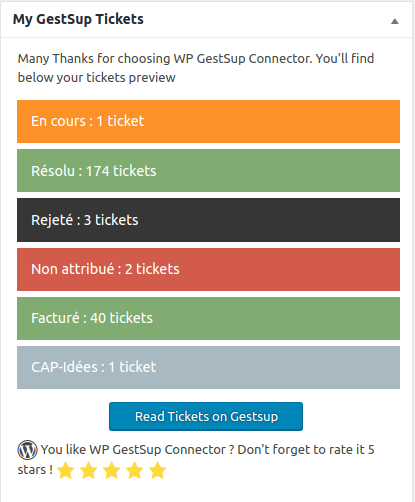 My GestSup Tickets
Many Thanks for choosing WP GestSup Connector. You'll find
below your tickets preview
En cours : 1 ticket
Résolu : 174 tickets
Rejeté : 3 tickets
Non attribué : 2 tickets
Facturé : 40 tickets
CAP-Idées : 1 ticket
Read Tickets on Gestsup
You like WP GestSup Connector ? Don't forget to rate it 5
stars !